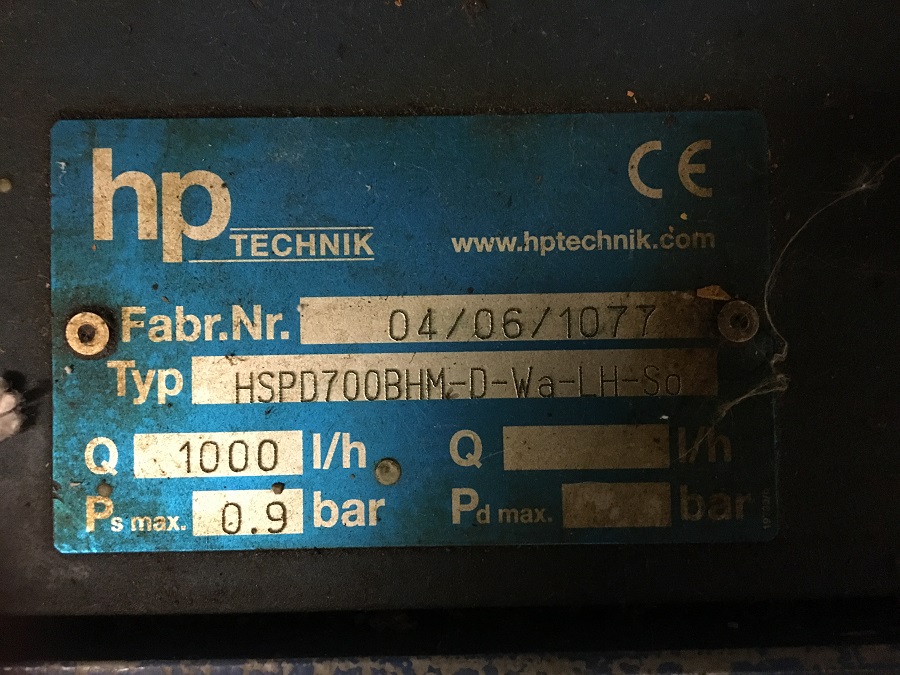 hp TECHNIK
CE
www.hptechnik.com
Fabr.Nr. 04/06/1077
Typ HSPD700BHM-D-Wa-LH-So
Q 1000 l/h Q l/h
Ps max. 0.9 bar Pd max. bar